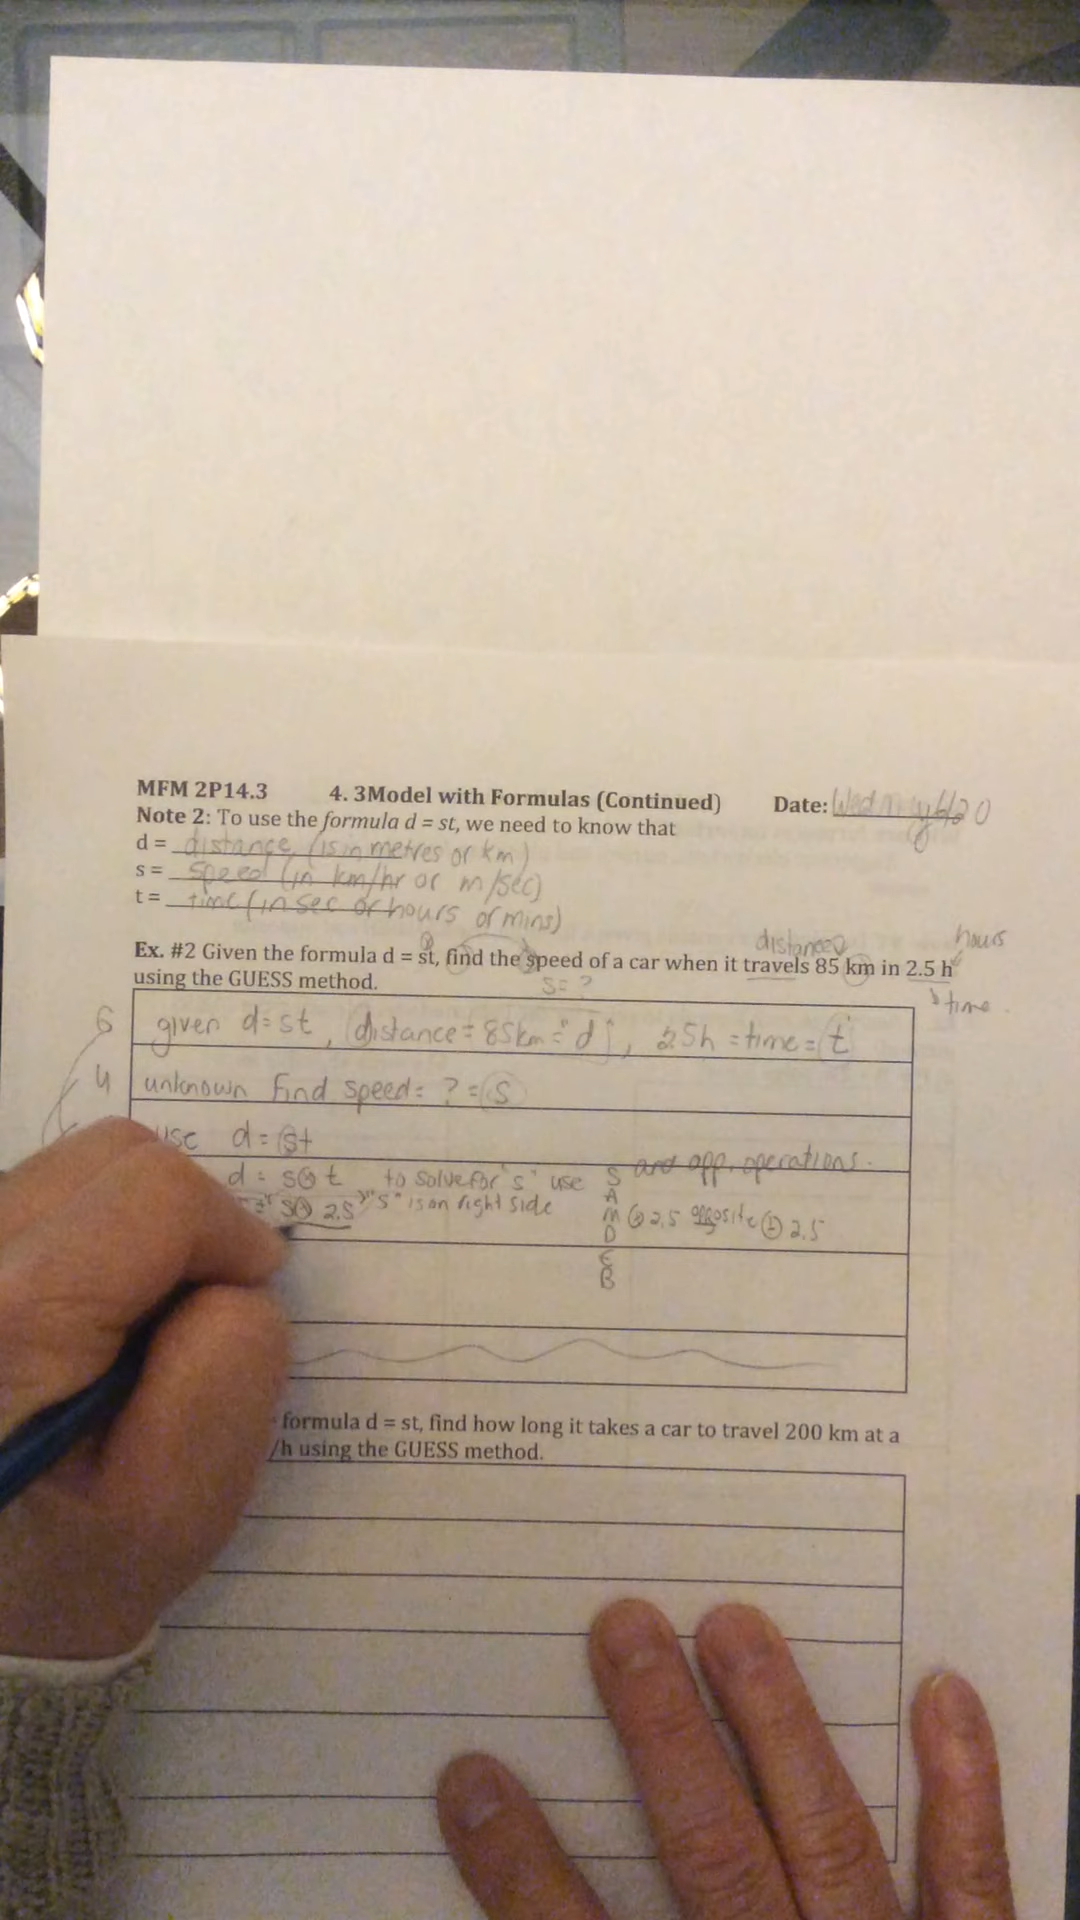 MFM 2P14.3 4. 3Model with Formulas (Continued) Date: Wed May 6/20
Note 2: To use the formula d = st, we need to know that
d = distance (is in metres or km)
s = speed (in km/hr or m/sec)
t = time (in sec or hours or mins)
distance hours
Ex. #2 Given the formula d = st, find the speed of a car when it travels 85 km in 2.5 h
using the GUESS method. s = ? time
G given d=st, distance = 85km = "d", 2.5h = time = t
U unknown find speed = ? = S
use d = st
d = s t to solve for "s" use S and opp. operations.
s 2.5 "s" is on right side A
M 2.5 opposite ÷ 2.5
D
E
B
formula d = st, find how long it takes a car to travel 200 km at a
/h using the GUESS method.